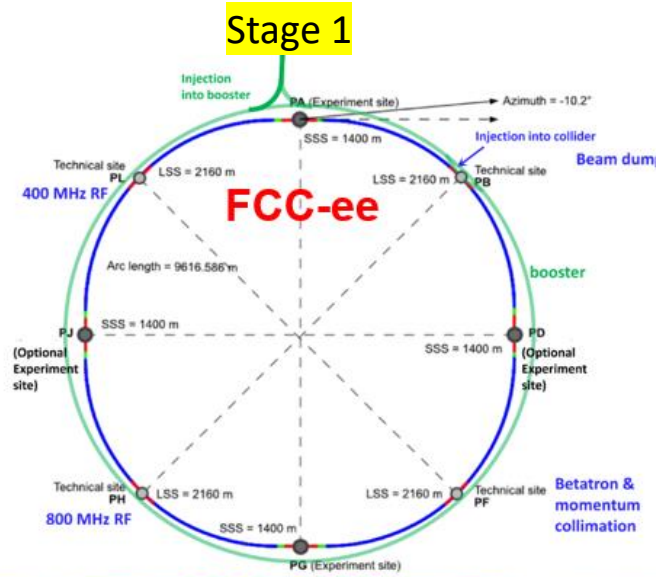 Stage 1
Injection
into booster
PA (Experiment site)
Azimuth = -10.2°
SSS = 1400 m
Injection into collider
Technical site
PL
LSS = 2160 m
400 MHz RF
LSS = 2160 m
Technical site
PB
Beam dump
FCC-ee
Arc length = 9616.586 m
booster
PJ
SSS = 1400 m
(Optional
Experiment
site)
SSS = 1400 m
PD
(Optional
Experiment
site)
Technical site
PH
LSS = 2160 m
800 MHz RF
LSS = 2160 m
Technical site
PF
Betatron &
momentum
collimation
SSS = 1400 m
PG (Experiment site)